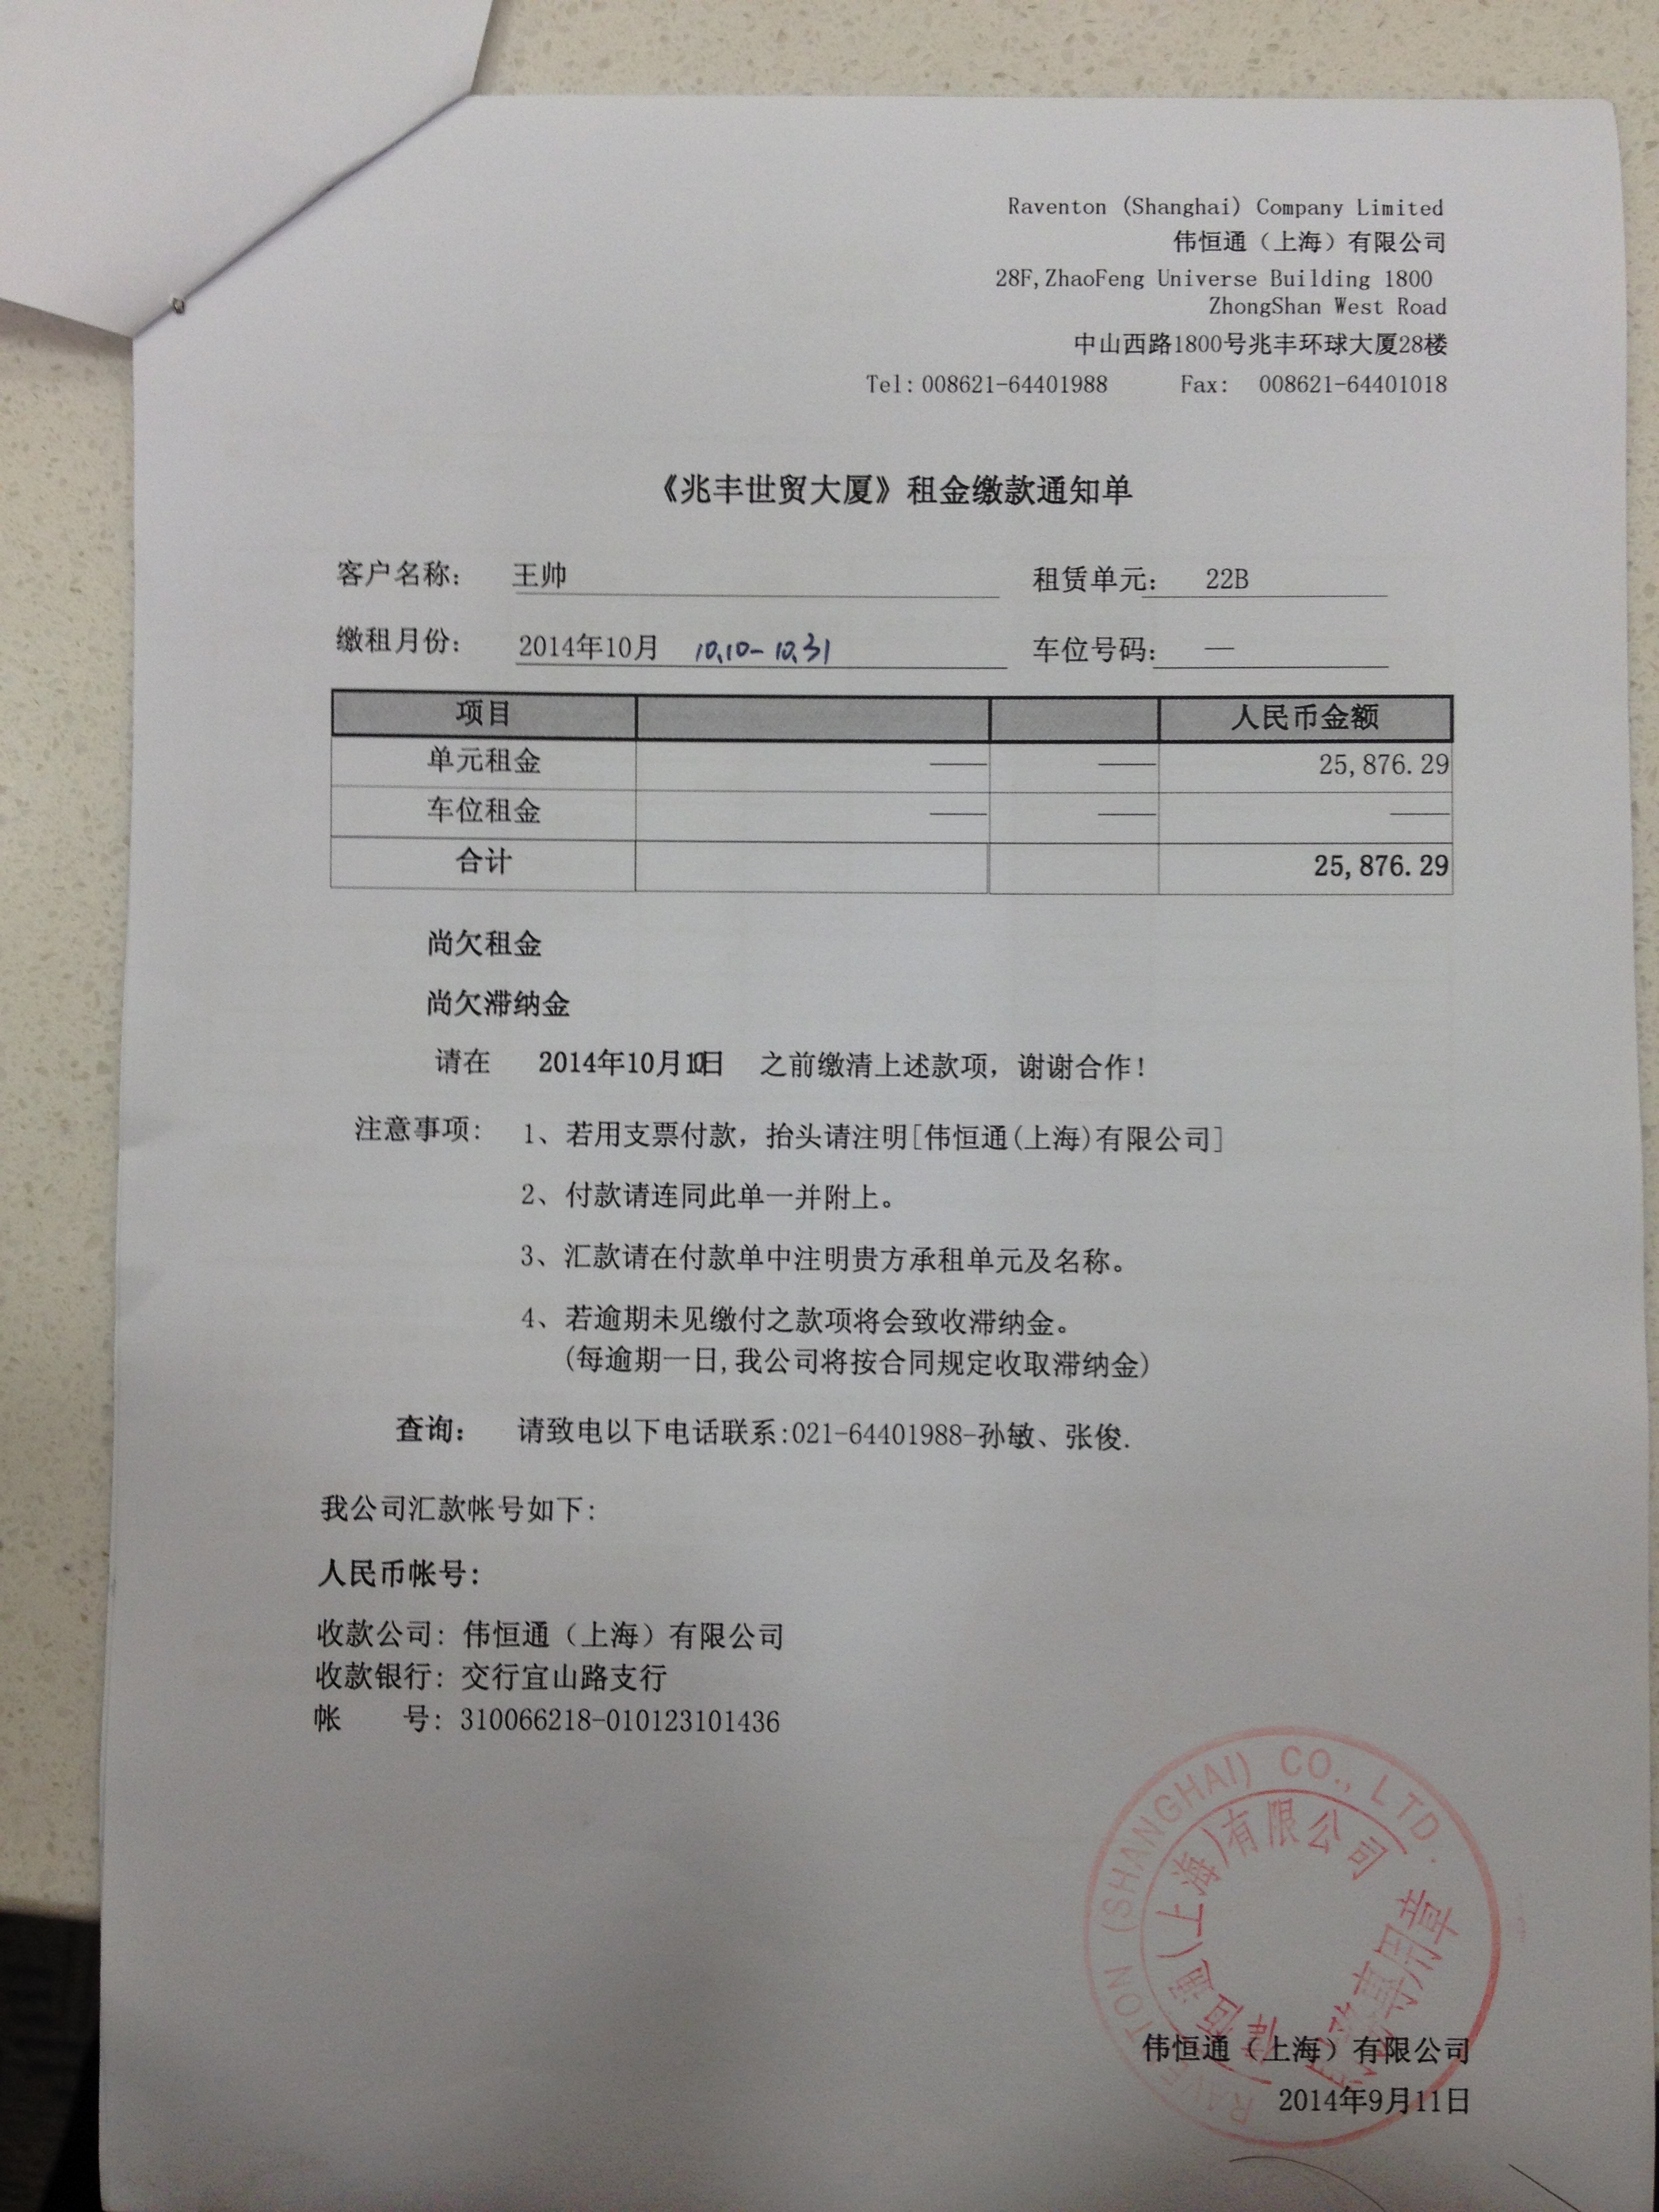 Raventon (Shanghai) Company Limited
伟恒通（上海）有限公司
28F,ZhaoFeng Universe Building 1800
ZhongShan West Road
中山西路1800号兆丰环球大厦28楼
Tel: 008621-64401988 Fax: 008621-64401018
《兆丰世贸大厦》租金缴款通知单
客户名称： 王帅 租赁单元： 22B
缴租月份： 2014年10月 10.10-10.31 车位号码： —
项目 人民币金额
单元租金 —— —— 25,876.29
车位租金 —— —— ——
合计 25,876.29
尚欠租金
尚欠滞纳金
请在 2014年10月10日 之前缴清上述款项，谢谢合作！
注意事项： 1、若用支票付款，抬头请注明[伟恒通(上海)有限公司]
2、付款请连同此单一并附上。
3、汇款请在付款单中注明贵方承租单元及名称。
4、若逾期未见缴付之款项将会致收滞纳金。
(每逾期一日,我公司将按合同规定收取滞纳金)
查询： 请致电以下电话联系:021-64401988-孙敏、张俊.
我公司汇款帐号如下:
人民币帐号:
收款公司: 伟恒通（上海）有限公司
收款银行: 交行宜山路支行
帐 号: 310066218-010123101436
RAVENTON (SHANGHAI) CO., LTD.
伟恒通(上海)有限公司
专用章
伟恒通（上海）有限公司
2014年9月11日